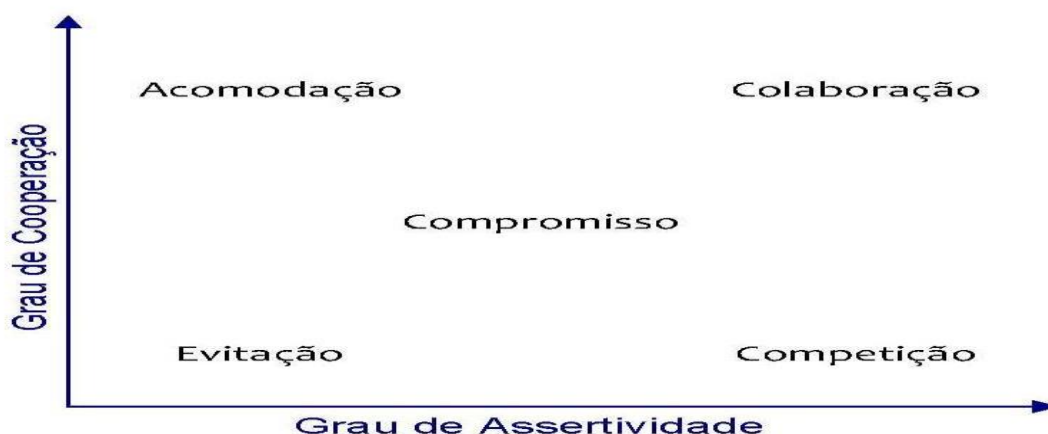 Acomodação
Colaboração
Grau de Cooperação
Compromisso
Evitação
Competição
Grau de Assertividade